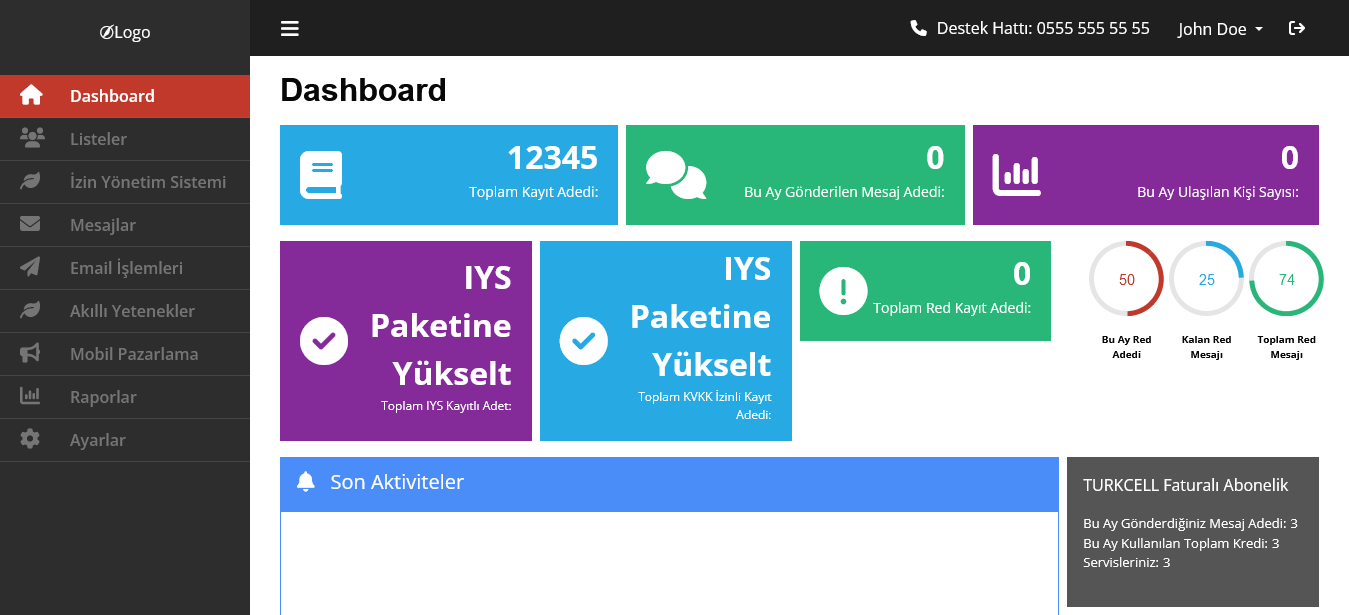 Logo
Destek Hattı: 0555 555 55 55
John Doe
Dashboard
Listeler
İzin Yönetim Sistemi
Mesajlar
Email İşlemleri
Akıllı Yetenekler
Mobil Pazarlama
Raporlar
Ayarlar
Dashboard
12345
Toplam Kayıt Adedi:
0
Bu Ay Gönderilen Mesaj Adedi:
0
Bu Ay Ulaşılan Kişi Sayısı:
IYS
Paketine
Yükselt
Toplam IYS Kayıtlı Adet:
IYS
Paketine
Yükselt
Toplam KVKK İzinli Kayıt
Adedi:
0
Toplam Red Kayıt Adedi:
50
Bu Ay Red
Adedi
25
Kalan Red
Mesajı
74
Toplam Red
Mesajı
Son Aktiviteler
TURKCELL Faturalı Abonelik
Bu Ay Gönderdiğiniz Mesaj Adedi: 3
Bu Ay Kullanılan Toplam Kredi: 3
Servisleriniz: 3